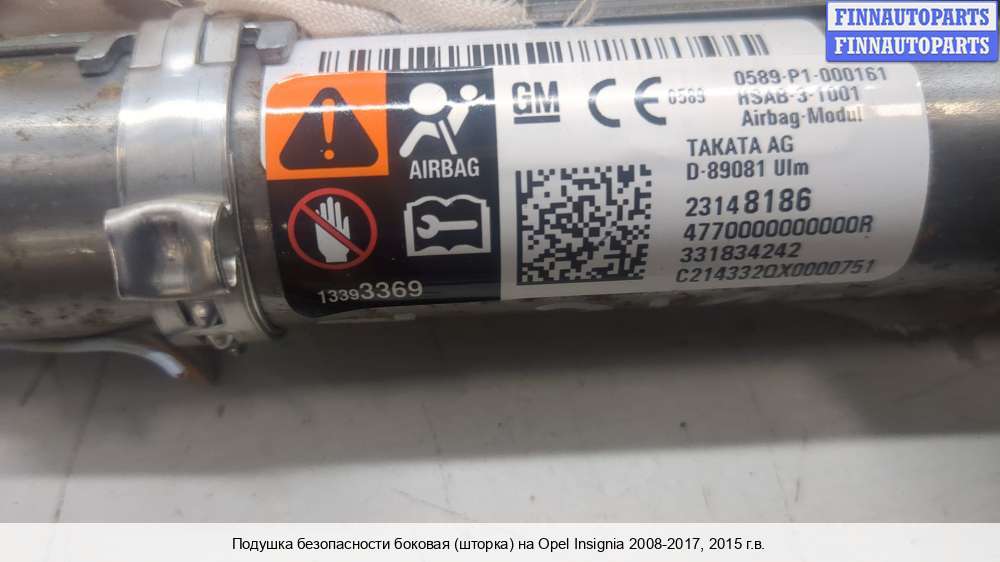 FINNAUTOPARTS
FINNAUTOPARTS
0589-P1-000161
HSAB-3-1001
Airbag-Modul
GM
CE 0589
TAKATA AG
D-89081 Ulm
AIRBAG
23148186
4770000000000R
331834242
C214332QX0000751
13393369
Подушка безопасности боковая (шторка) на Opel Insignia 2008-2017, 2015 г.в.